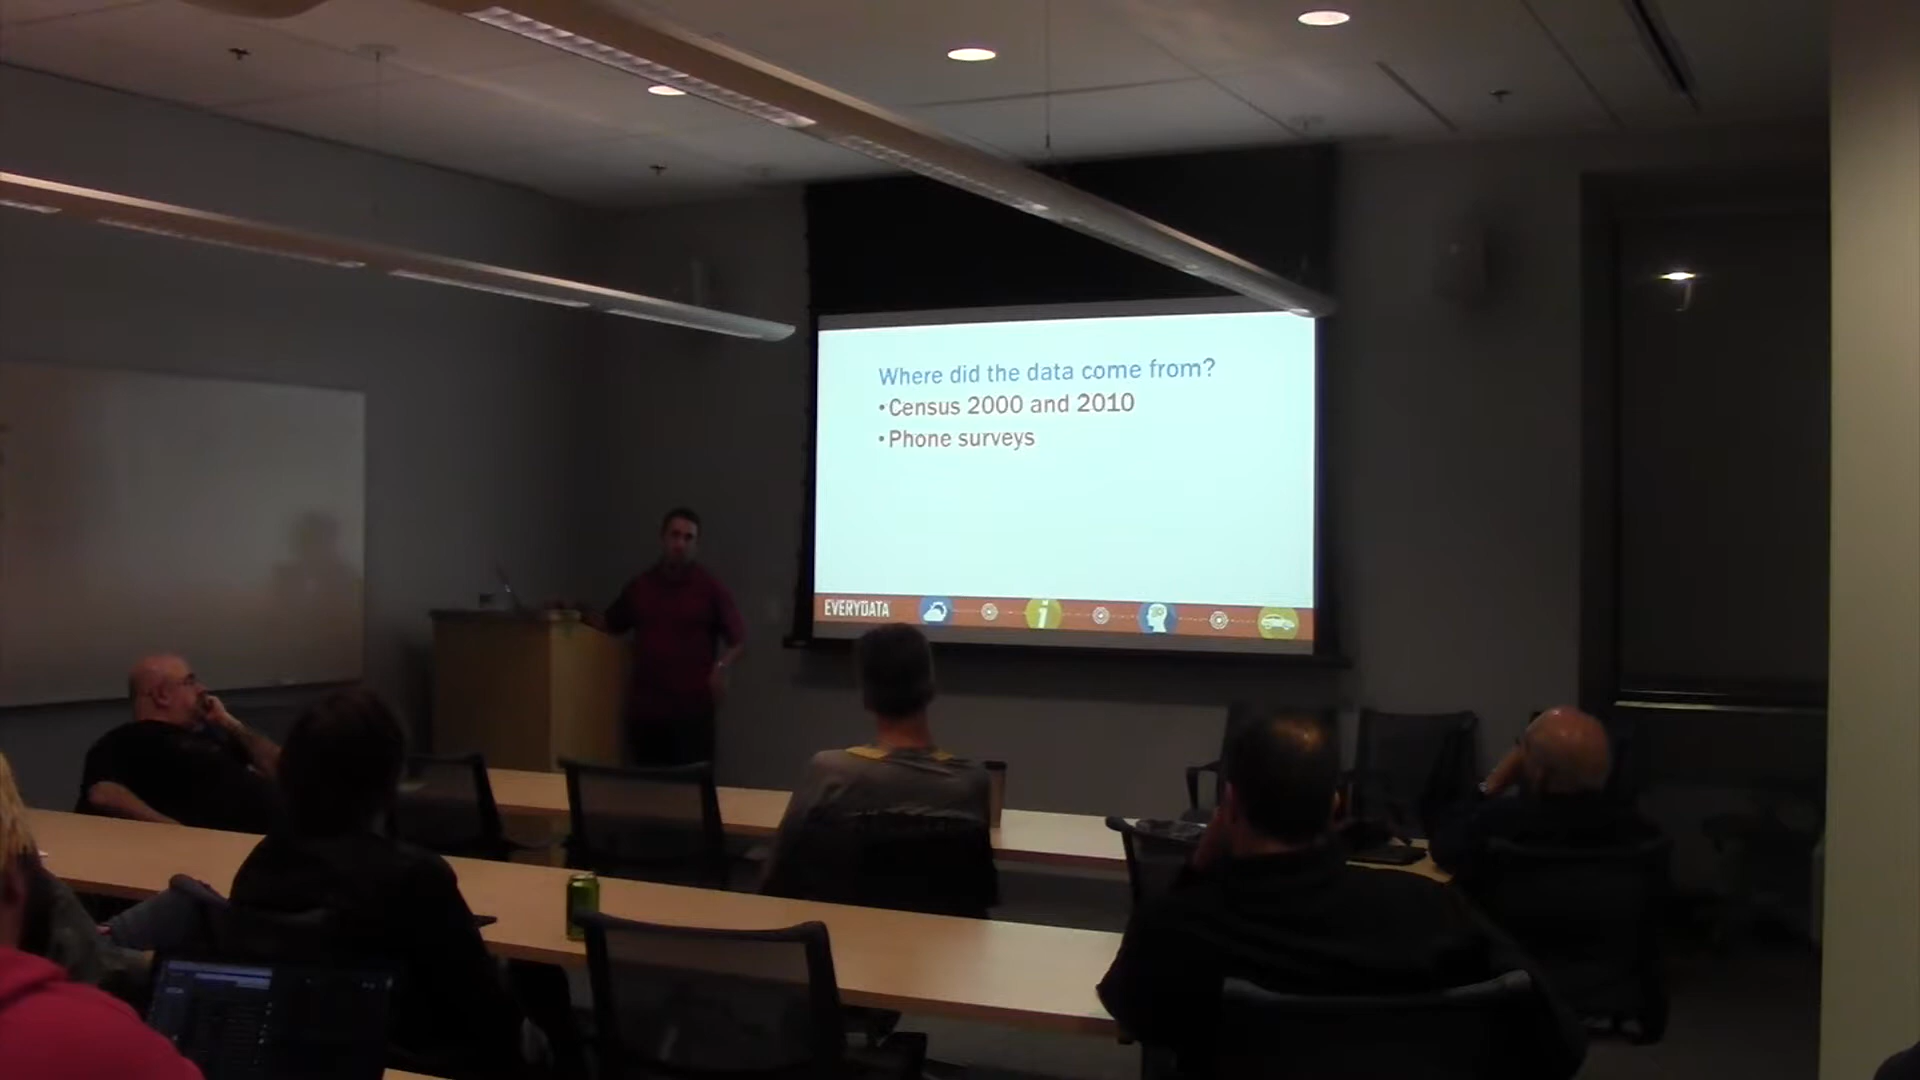 Where did the data come from?
•Census 2000 and 2010
•Phone surveys
EVERYDATA